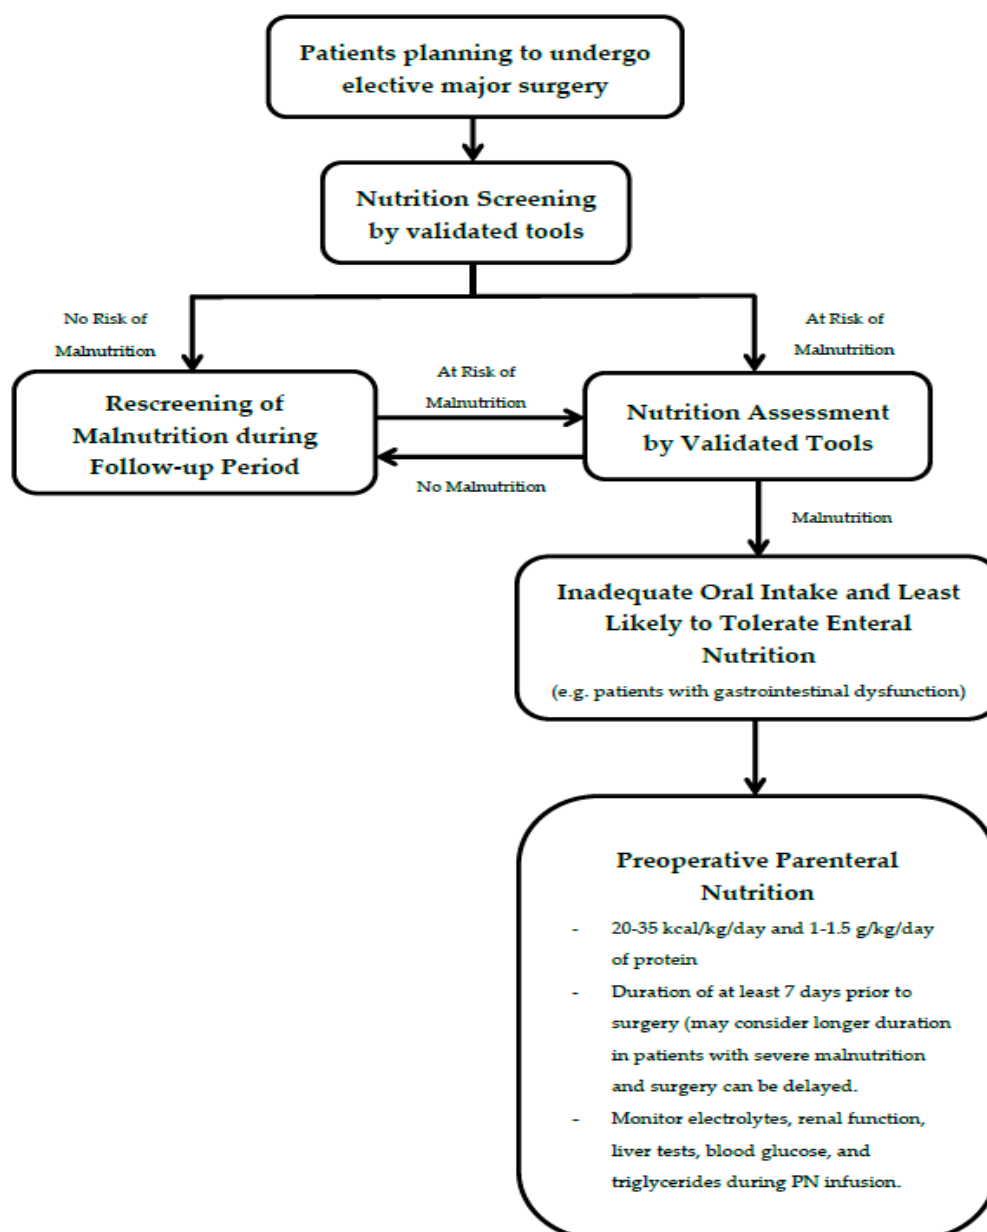 Patients planning to undergo
elective major surgery
Nutrition Screening
by validated tools
No Risk of
Malnutrition
At Risk of
Malnutrition
Rescreening of
Malnutrition during
Follow-up Period
At Risk of
Malnutrition
No Malnutrition
Nutrition Assessment
by Validated Tools
Malnutrition
Inadequate Oral Intake and Least
Likely to Tolerate Enteral
Nutrition
(e.g. patients with gastrointestinal dysfunction)
Preoperative Parenteral
Nutrition
- 20-35 kcal/kg/day and 1-1.5 g/kg/day
of protein
- Duration of at least 7 days prior to
surgery (may consider longer duration
in patients with severe malnutrition
and surgery can be delayed.
- Monitor electrolytes, renal function,
liver tests, blood glucose, and
triglycerides during PN infusion.